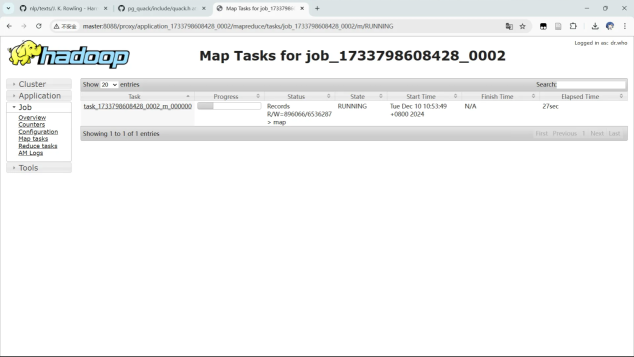 nlp/texts/J. K. Rowling - Har
pg_quack/include/quack/t
Map Tasks for job_17337986
不安全
master:8088/proxy/application_1733798608428_0002/mapreduce/tasks/job_1733798608428_0002/m/RUNNING
Logged in as: dr.who
hadoop
Map Tasks for job_1733798608428_0002
Cluster
Application
Job
Overview
Counters
Configuration
Map tasks
Reduce tasks
AM Logs
Tools
Show 20 entries
Search:
Task Progress Status State Start Time Finish Time Elapsed Time
task_1733798608428_0002_m_000000 Records RUNNING Tue Dec 10 10:53:49 N/A 27sec
R/W=896066/6536287 +0800 2024
> map
Showing 1 to 1 of 1 entries
First Previous 1 Next Last